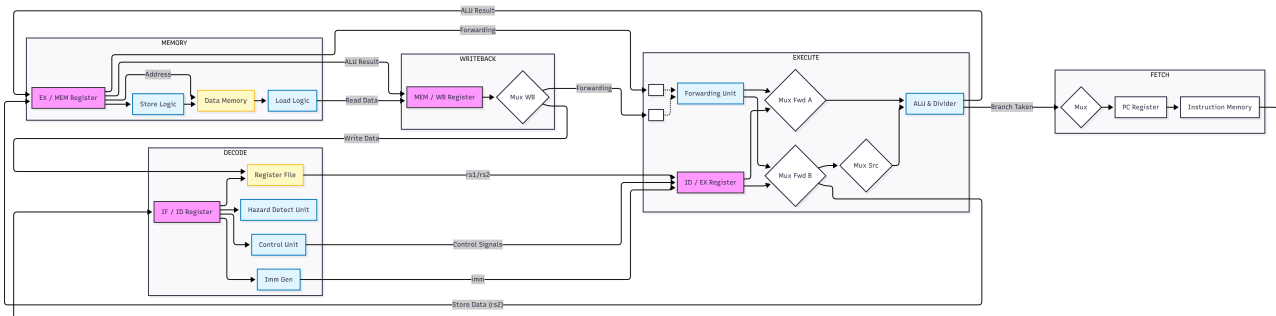 ALU Result
Forwarding
MEMORY
WRITEBACK
EXECUTE
FETCH
ALU Result
Address
EX / MEM Register
Store Logic
Data Memory
Load Logic
Read Data
MEM / WB Register
Mux WB
Forwarding
Forwarding Unit
Mux Fwd A
ALU & Divider
Branch Taken
Mux
PC Register
Instruction Memory
Write Data
DECODE
Register File
rs1/rs2
ID / EX Register
Mux Fwd B
Mux Src
IF / ID Register
Hazard Detect Unit
Control Unit
Control Signals
Imm Gen
Imm
Store Data (rs2)